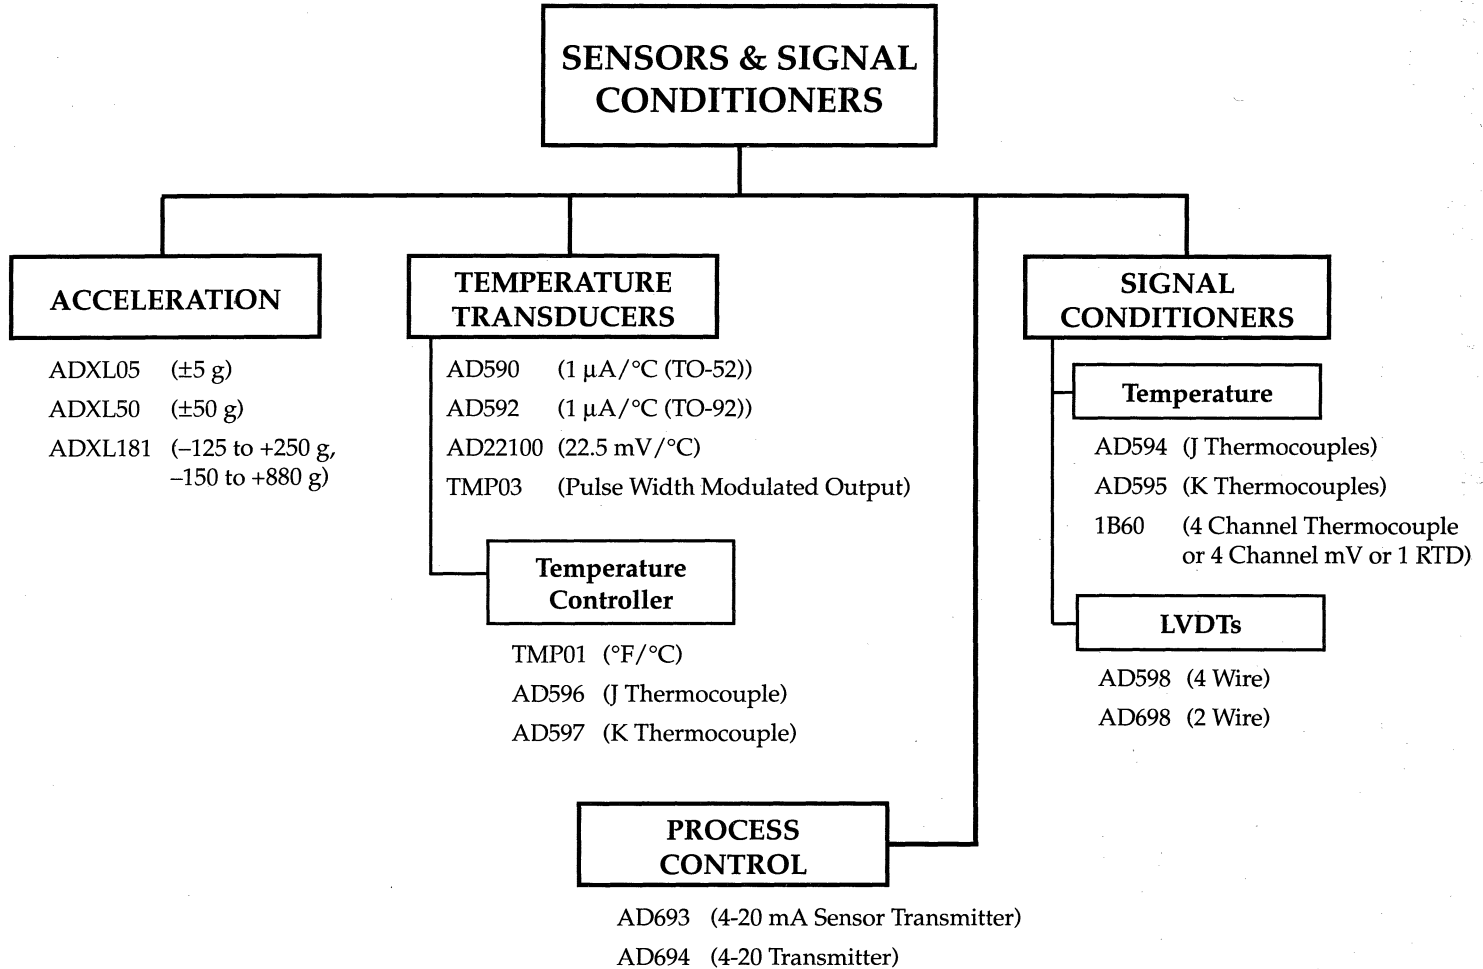 SENSORS & SIGNAL
CONDITIONERS
ACCELERATION
ADXL05 (±5 g)
ADXL50 (±50 g)
ADXL181 (–125 to +250 g,
–150 to +880 g)
TEMPERATURE
TRANSDUCERS
AD590 (1 μA/°C (TO-52))
AD592 (1 μA/°C (TO-92))
AD22100 (22.5 mV/°C)
TMP03 (Pulse Width Modulated Output)
Temperature
Controller
TMP01 (°F/°C)
AD596 (J Thermocouple)
AD597 (K Thermocouple)
PROCESS
CONTROL
AD693 (4-20 mA Sensor Transmitter)
AD694 (4-20 Transmitter)
SIGNAL
CONDITIONERS
Temperature
AD594 (J Thermocouples)
AD595 (K Thermocouples)
1B60 (4 Channel Thermocouple
or 4 Channel mV or 1 RTD)
LVDTs
AD598 (4 Wire)
AD698 (2 Wire)